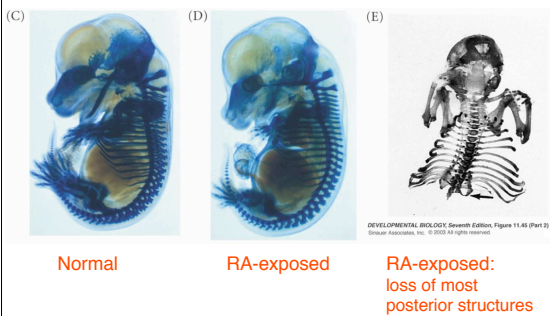 (C)
(D)
(E)
DEVELOPMENTAL BIOLOGY, Seventh Edition, Figure 11.45 (Part 2)
Sinauer Associates, Inc. © 2003 All rights reserved.
Normal
RA-exposed
RA-exposed:
loss of most
posterior structures